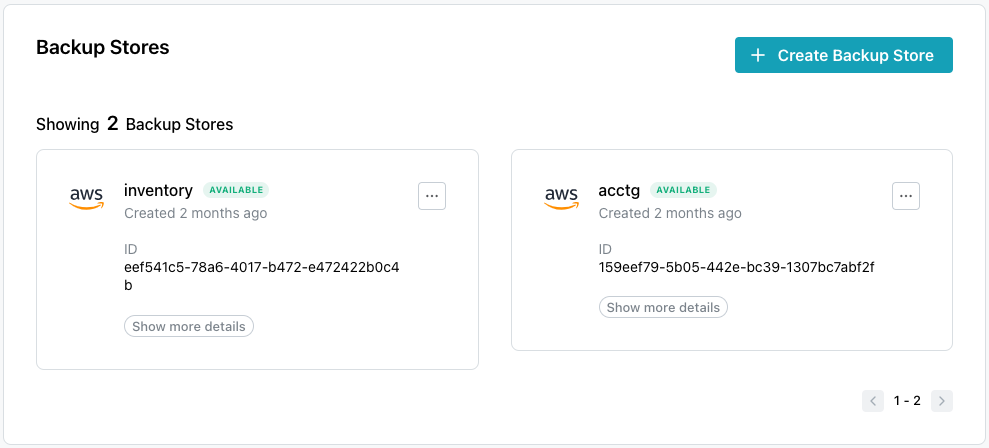 Backup Stores
+ Create Backup Store
Showing 2 Backup Stores
aws
inventory AVAILABLE
...
Created 2 months ago
ID
eef541c5-78a6-4017-b472-e472422b0c4
b
Show more details
aws
acctg AVAILABLE
...
Created 2 months ago
ID
159eef79-5b05-442e-bc39-1307bc7abf2f
Show more details
< 1 - 2 >